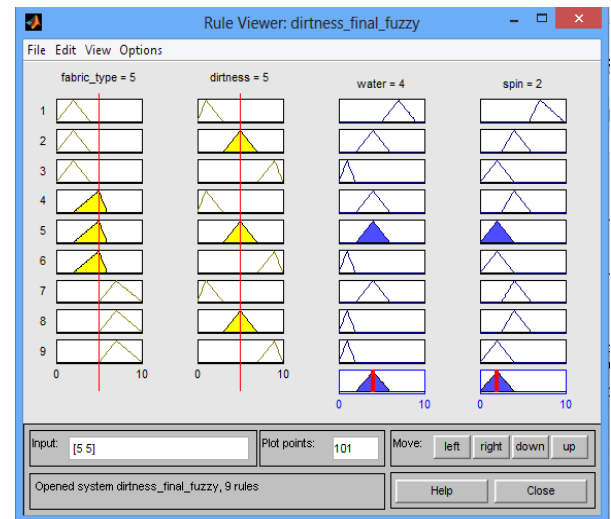 Rule Viewer: dirtness_final_fuzzy
File Edit View Options
fabric_type = 5 dirtness = 5 water = 4 spin = 2
1
2
3
4
5
6
7
8
9
0 10 0 10
0 10 0 10
Input: [5 5] Plot points: 101 Move: left right down up
Opened system dirtness_final_fuzzy, 9 rules Help Close